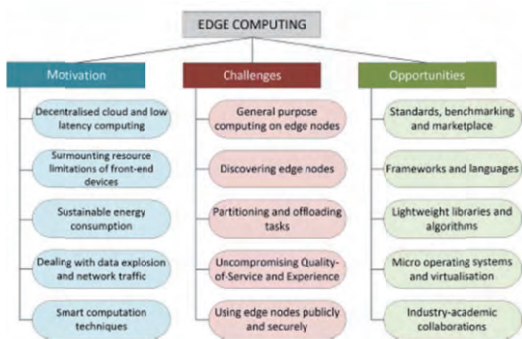 EDGE COMPUTING
Motivation
Decentralised cloud and low
latency computing
Surmounting resource
limitations of front-end
devices
Sustainable energy
consumption
Dealing with data explosion
and network traffic
Smart computation
techniques
Challenges
General purpose
computing on edge nodes
Discovering edge nodes
Partitioning and offloading
tasks
Uncompromising Quality-
of-Service and Experience
Using edge nodes publicly
and securely
Opportunities
Standards, benchmarking
and marketplace
Frameworks and languages
Lightweight libraries and
algorithms
Micro operating systems
and virtualisation
Industry-academic
collaborations